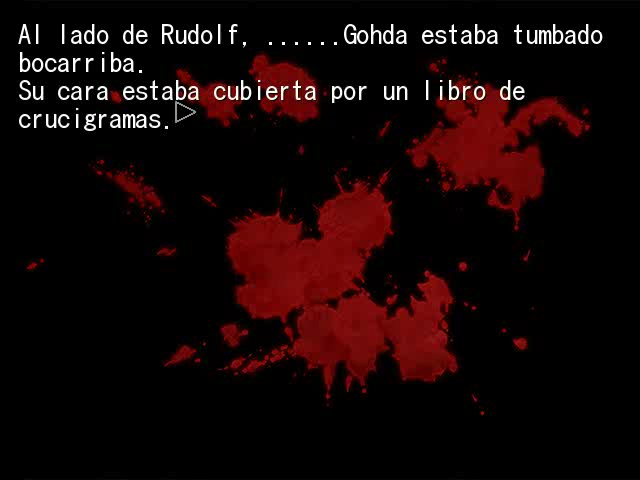 Al lado de Rudolf, ......Gohda estaba tumbado
bocarriba.
Su cara estaba cubierta por un libro de
crucigramas.